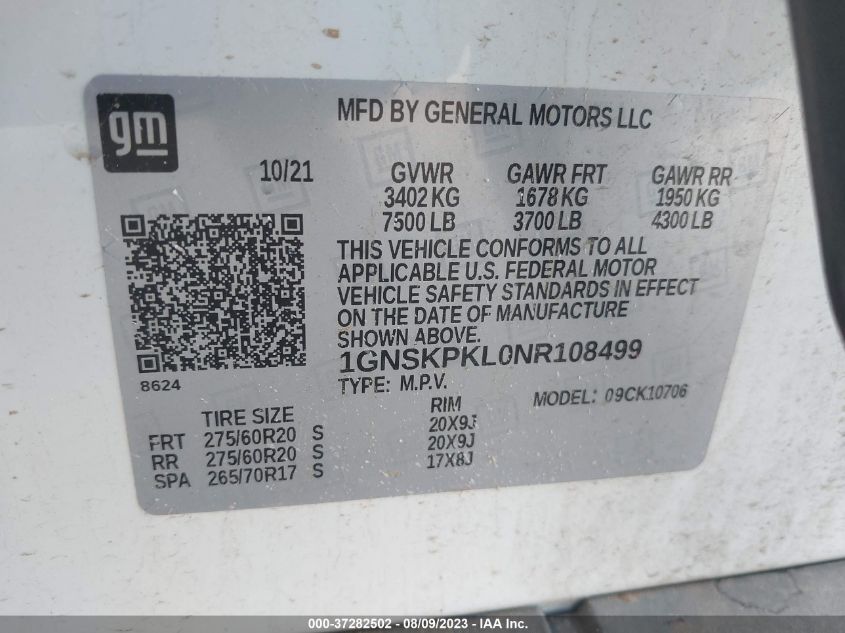 gm
MFD BY GENERAL MOTORS LLC
10/21 GVWR GAWR FRT GAWR RR
3402 KG 1678 KG 1950 KG
7500 LB 3700 LB 4300 LB
THIS VEHICLE CONFORMS TO ALL
APPLICABLE U.S. FEDERAL MOTOR
VEHICLE SAFETY STANDARDS IN EFFECT
ON THE DATE OF MANUFACTURE
SHOWN ABOVE.
1GNSKPKL0NR108499
8624
TYPE: M.P.V. MODEL: 09CK10706
TIRE SIZE RIM
FRT 275/60R20 S 20X9J
RR 275/60R20 S 20X9J
SPA 265/70R17 S 17X8J
000-37282502 - 08/09/2023 - IAA Inc.